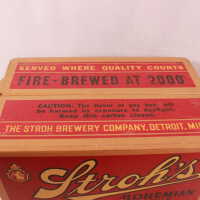 SERVED WHERE QUALITY COUNTS
FIRE-BREWED AT 2000°
CAUTION: The flavor of any beer will
be harmed by exposure to daylight.
Keep this carton closed.
THE STROH BREWERY COMPANY, DETROIT, MI
Stroh's
BOHEMIAN